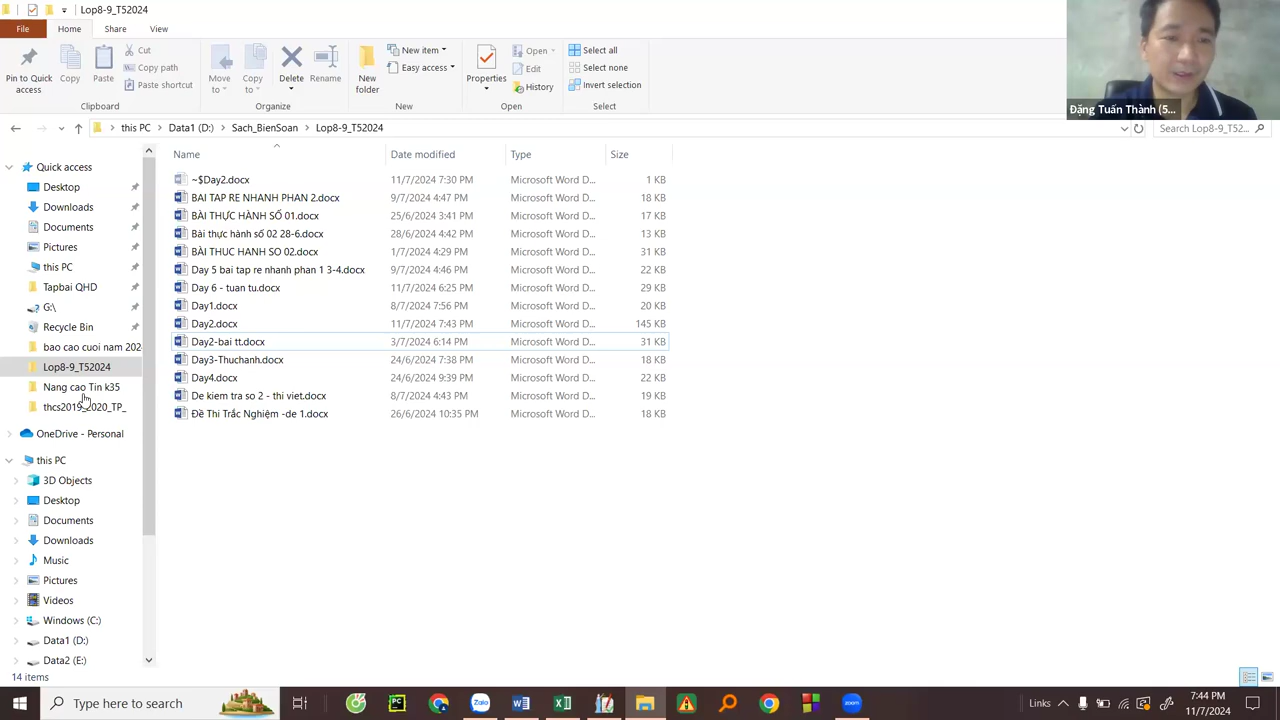 Lop8-9_T52024
File Home Share View
Pin to Quick access
Copy
Paste
Cut
Copy path
Paste shortcut
Move to
Copy to
Delete
Rename
New folder
New item
Easy access
Properties
Open
Edit
History
Select all
Select none
Invert selection
Clipboard Organize New Open Select
Đặng Tuấn Thành (5...
this PC Data1 (D:) Sach_BienSoan Lop8-9_T52024
Search Lop8-9_T52...
Quick access
Desktop
Downloads
Documents
Pictures
this PC
Tapbai QHD
G:\
Recycle Bin
bao cao cuoi nam 202
Lop8-9_T52024
Nang cao Tin k35
thcs2019_2020_TP_
OneDrive - Personal
this PC
3D Objects
Desktop
Documents
Downloads
Music
Pictures
Videos
Windows (C:)
Data1 (D:)
Data2 (E:)
Name Date modified Type Size
~$Day2.docx 11/7/2024 7:30 PM Microsoft Word D... 1 KB
BAI TAP RE NHANH PHAN 2.docx 9/7/2024 4:47 PM Microsoft Word D... 18 KB
BÀI THỰC HÀNH SỐ 01.docx 25/6/2024 3:41 PM Microsoft Word D... 17 KB
Bài thực hành số 02 28-6.docx 28/6/2024 4:42 PM Microsoft Word D... 13 KB
BÀI THUC HANH SO 02.docx 1/7/2024 4:29 PM Microsoft Word D... 31 KB
Day 5 bai tap re nhanh phan 1 3-4.docx 9/7/2024 4:46 PM Microsoft Word D... 22 KB
Day 6 - tuan tu.docx 11/7/2024 6:25 PM Microsoft Word D... 29 KB
Day1.docx 8/7/2024 7:56 PM Microsoft Word D... 20 KB
Day2.docx 11/7/2024 7:43 PM Microsoft Word D... 145 KB
Day2-bai tt.docx 3/7/2024 6:14 PM Microsoft Word D... 31 KB
Day3-Thuchanh.docx 24/6/2024 7:38 PM Microsoft Word D... 18 KB
Day4.docx 24/6/2024 9:39 PM Microsoft Word D... 22 KB
De kiem tra so 2 - thi viet.docx 8/7/2024 4:43 PM Microsoft Word D... 19 KB
Đề Thi Trắc Nghiệm -de 1.docx 26/6/2024 10:35 PM Microsoft Word D... 18 KB
14 items
Type here to search
PC
Zalo
zoom
Links
7:44 PM
11/7/2024